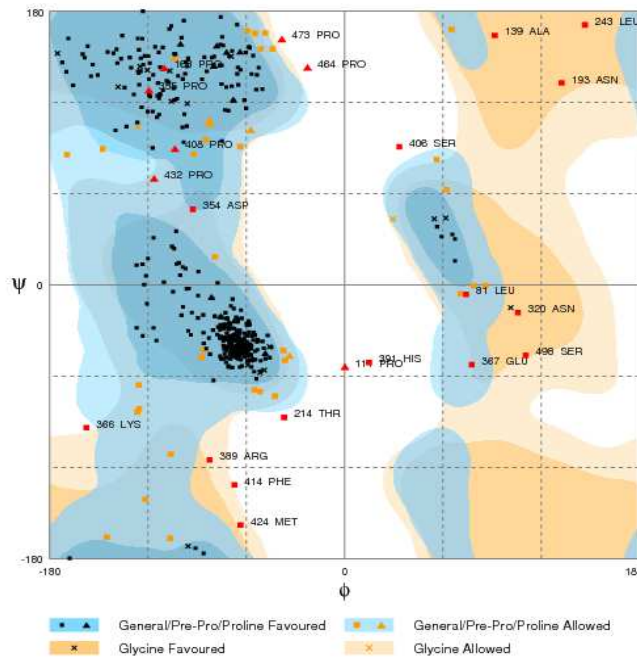 180
473 PRO
139 ALA
243 LEU
464 PRO
193 ASN
408 PRO
406 SER
432 PRO
354 ASP
ψ
0
81 LEU
320 ASN
391 HIS
498 SER
367 GLU
214 THR
366 LYS
389 ARG
414 PHE
424 MET
-180
-180
0
ϕ
General/Pre-Pro/Proline Favoured
General/Pre-Pro/Proline Allowed
Glycine Favoured
Glycine Allowed